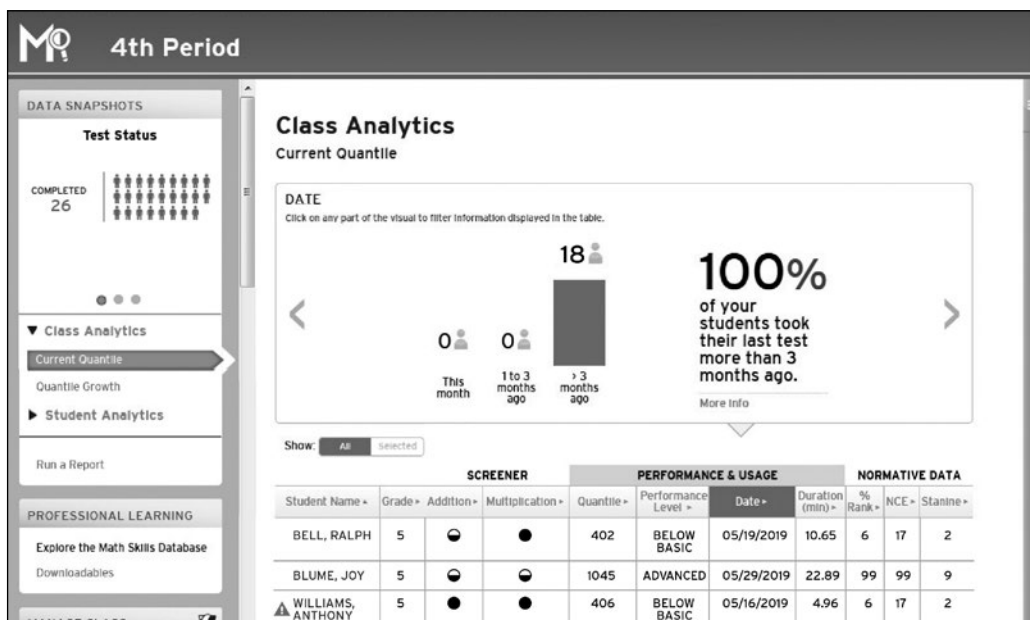 4th Period
DATA SNAPSHOTS
Test Status
COMPLETED
26
Class Analytics
Current Quantile
Quantile Growth
Student Analytics
Run a Report
PROFESSIONAL LEARNING
Explore the Math Skills Database
Downloadables
Class Analytics
Current Quantile
DATE
Click on any part of the visual to filter information displayed in the table.
18
0
0
This month
1 to 3 months ago
> 3 months ago
100%
of your
students took
their last test
more than 3
months ago.
More Info
Show: All Selected
SCREENER PERFORMANCE & USAGE NORMATIVE DATA
Student Name Grade Addition Multiplication Quantile Performance Level Date Duration (min) % Rank NCE Stanine
BELL, RALPH 5 402 BELOW BASIC 05/19/2019 10.65 6 17 2
BLUME, JOY 5 1045 ADVANCED 05/29/2019 22.89 99 99 9
WILLIAMS, ANTHONY 5 406 BELOW BASIC 05/16/2019 4.96 6 17 2